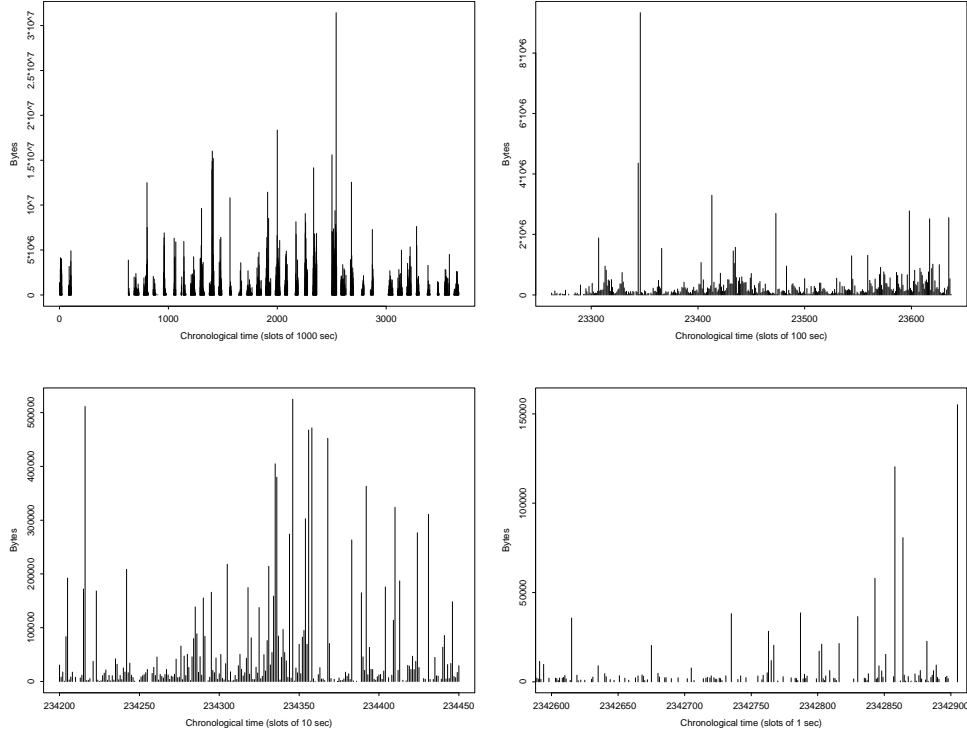 3*10^7
2.5*10^7
2*10^7
1.5*10^7
10^7
5*10^6
0
Bytes
0 1000 2000 3000
Chronological time (slots of 1000 sec)
8*10^6
6*10^6
4*10^6
2*10^6
0
Bytes
23300 23400 23500 23600
Chronological time (slots of 100 sec)
500000
400000
300000
200000
100000
0
Bytes
234200 234250 234300 234350 234400 234450
Chronological time (slots of 10 sec)
150000
100000
50000
0
Bytes
2342600 2342650 2342700 2342750 2342800 2342850 2342900
Chronological time (slots of 1 sec)